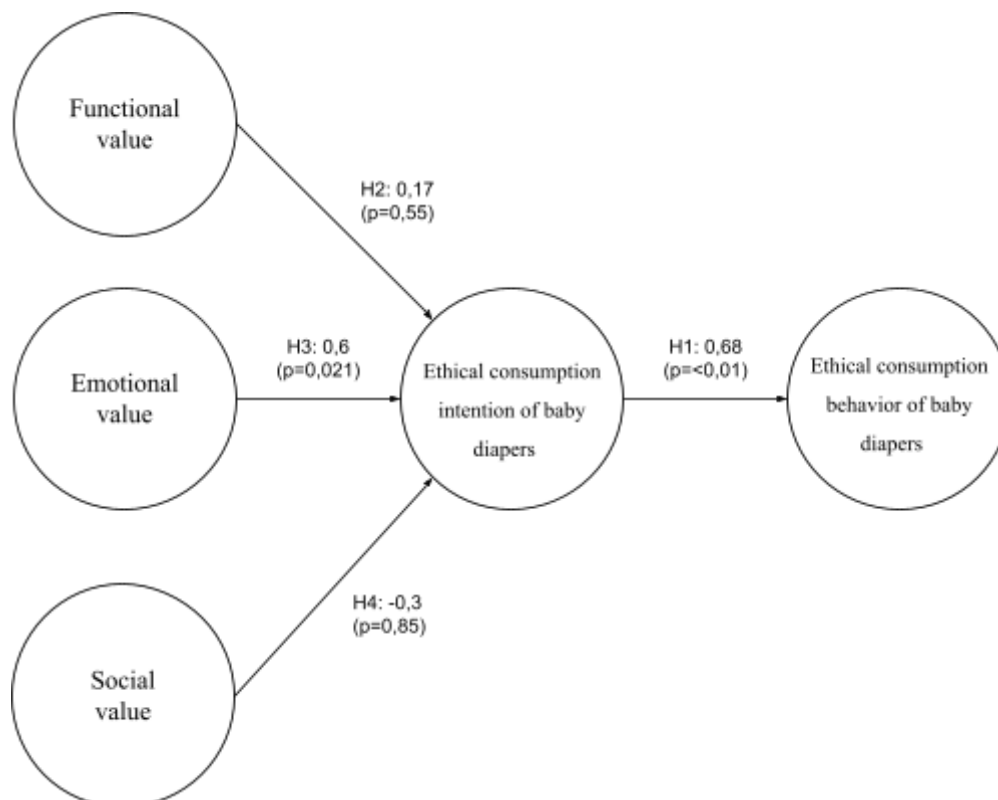 Functional
value
H2: 0,17
(p=0,55)
Emotional
value
H3: 0,6
(p=0,021)
Ethical consumption
intention of baby
diapers
H1: 0,68
(p=<0,01)
Ethical consumption
behavior of baby
diapers
H4: -0,3
(p=0,85)
Social
value